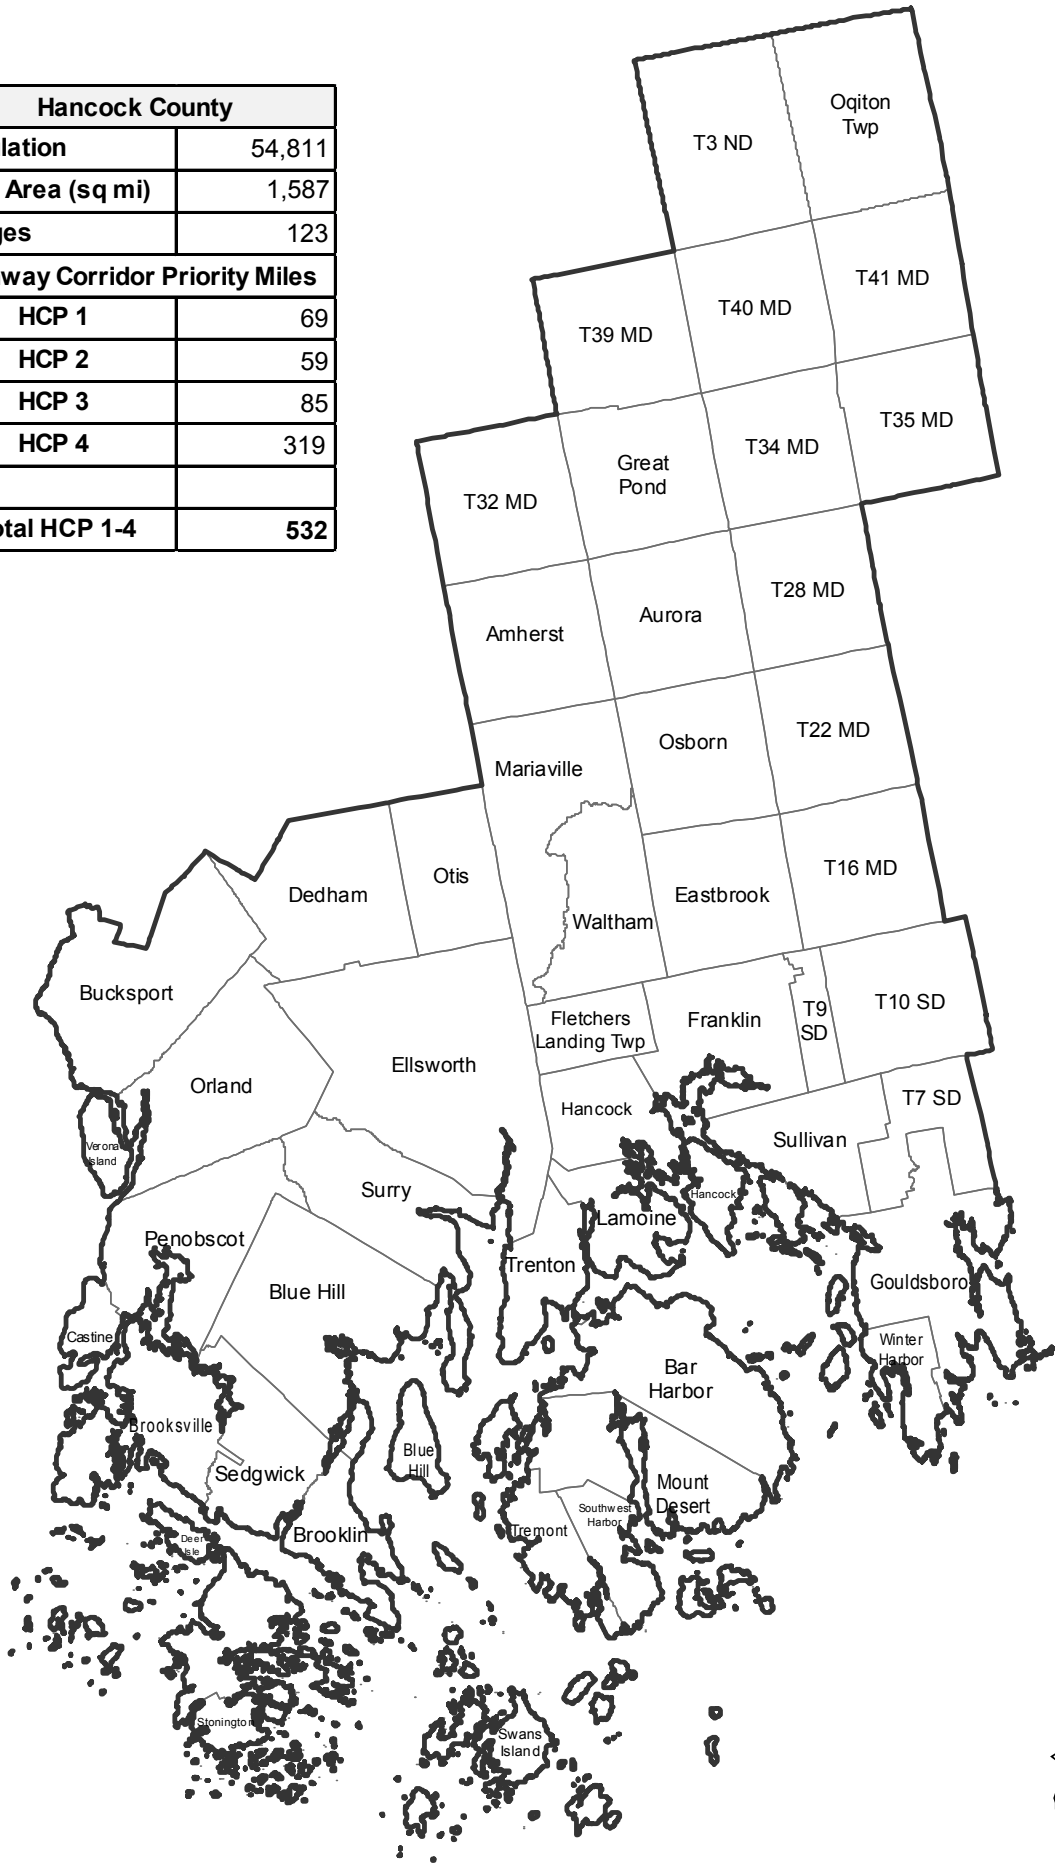 Hancock County
lation 54,811
Area (sq mi) 1,587
ges 123
way Corridor Priority Miles
HCP 1 69
HCP 2 59
HCP 3 85
HCP 4 319
otal HCP 1-4 532
Oqiton
Twp
T3 ND
T41 MD
T40 MD
T39 MD
T35 MD
T34 MD
Great
Pond
T32 MD
T28 MD
Aurora
Amherst
T22 MD
Osborn
Mariaville
T16 MD
Otis
Dedham
Eastbrook
Waltham
Bucksport
T10 SD
T9
SD
Fletchers
Landing Twp
Franklin
Ellsworth
Orland
T7 SD
Hancock
Sullivan
Verona
Island
Surry
Hancock
Lamoine
Penobscot
Trenton
Gouldsboro
Blue Hill
Castine
Winter
Harbor
Bar
Harbor
Brooksville
Blue
Hill
Sedgwick
Mount
Desert
Southwest
Harbor
Tremont
Brooklin
Deer
Isle
Stonington
Swans
Island